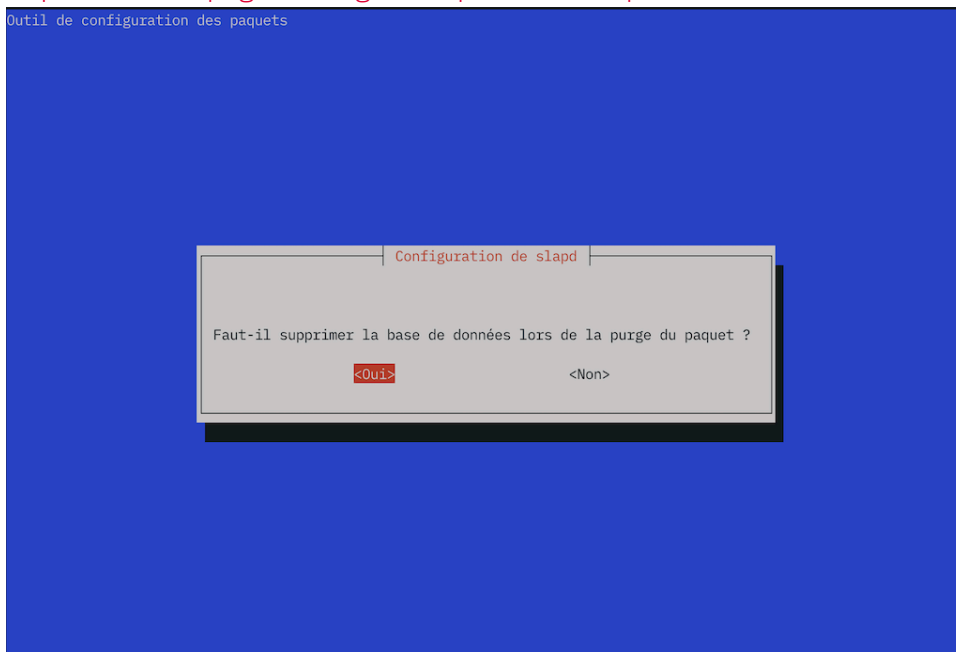 Outil de configuration des paquets
Configuration de slapd
Faut-il supprimer la base de données lors de la purge du paquet ?
<Oui> <Non>